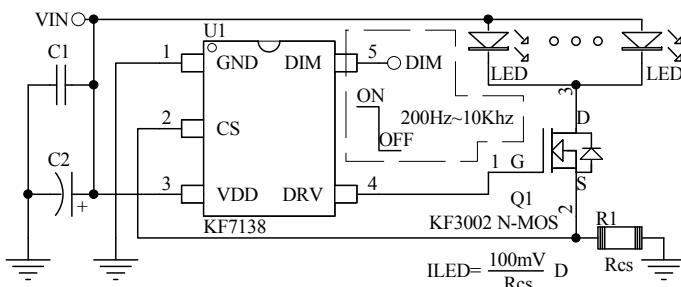 VIN
U1
C1
1
GND
DIM
5
DIM
LED
LED
ON
OFF
200Hz~10Khz
3
D
2
CS
C2
+
3
VDD
DRV
4
1
G
S
Q1
2
KF7138
KF3002 N-MOS
R1
Rcs
ILED= 100mV
Rcs
D